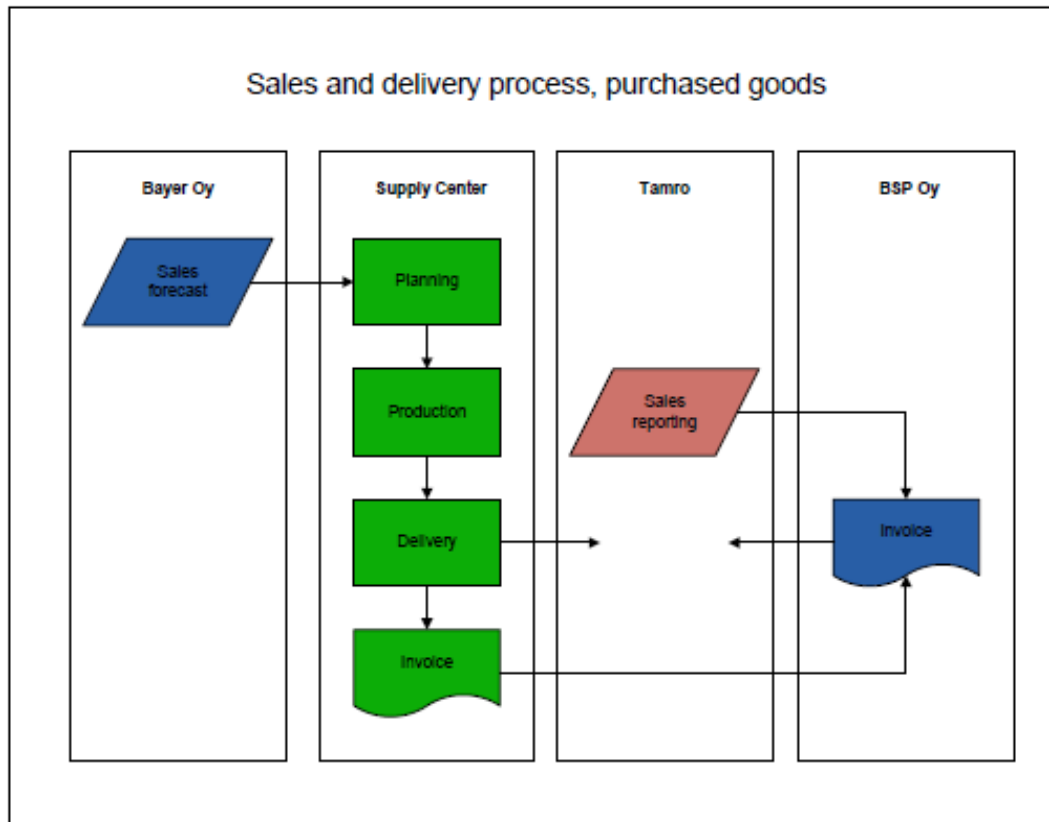 Sales and delivery process, purchased goods
Bayer Oy
Supply Center
Tamro
BSP Oy
Sales
forecast
Planning
Production
Sales
reporting
Delivery
Invoice
Invoice